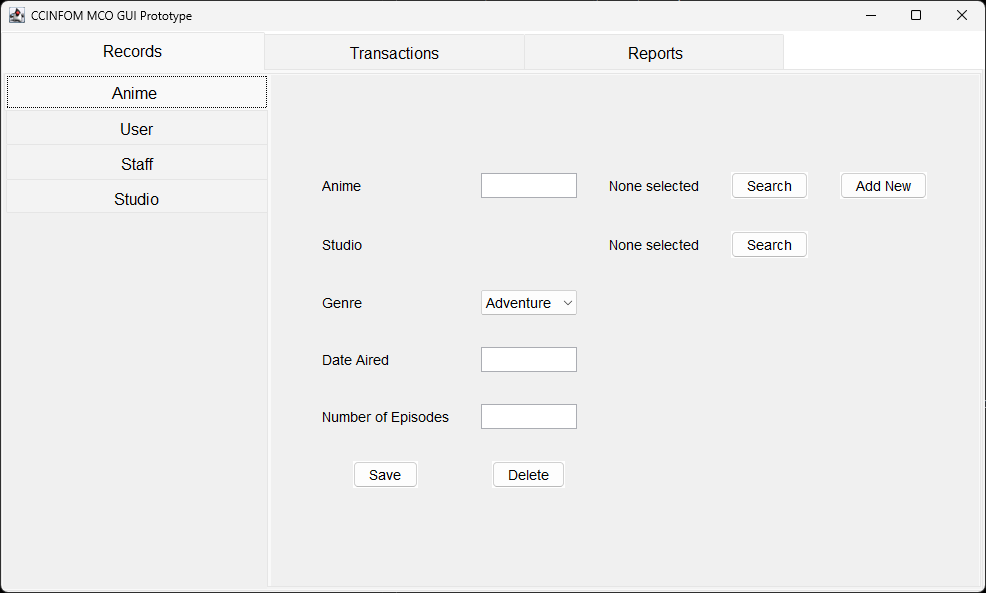 CCINFOM MCO GUI Prototype
Records Transactions Reports
Anime
User
Staff
Studio
Anime None selected Search Add New
Studio None selected Search
Genre Adventure
Date Aired
Number of Episodes
Save Delete